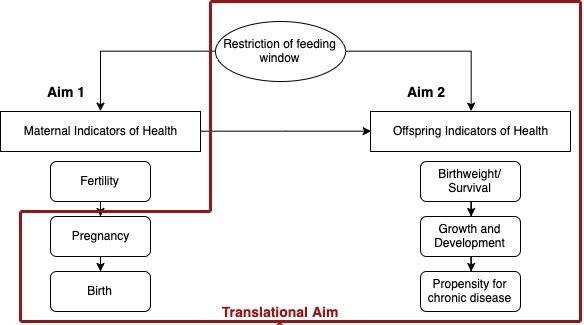 Restriction of feeding
window
Aim 1
Aim 2
Maternal Indicators of Health
Offspring Indicators of Health
Fertility
Birthweight/
Survival
Pregnancy
Growth and
Development
Birth
Propensity for
chronic disease
Translational Aim